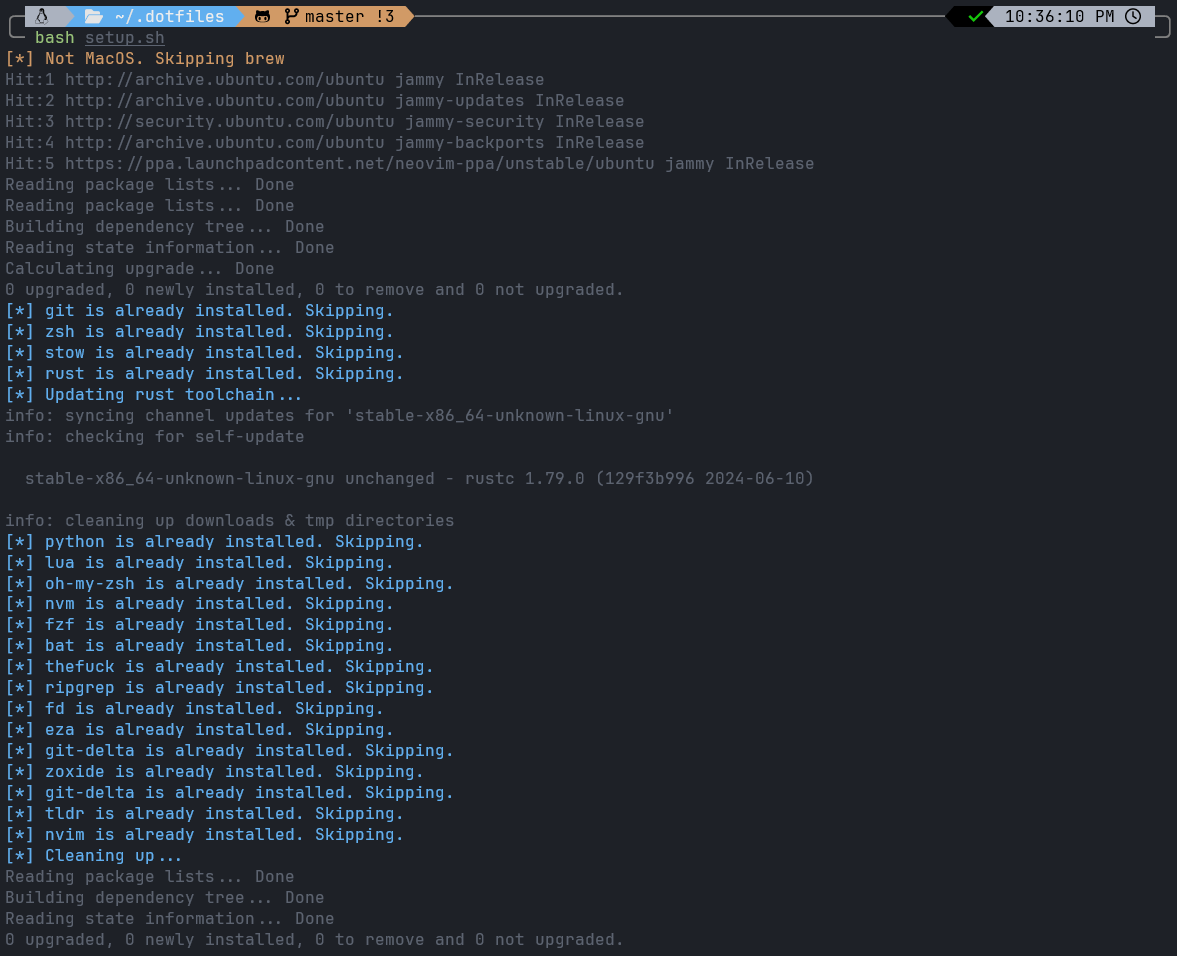 ~/.dotfiles master !3 10:36:10 PM
bash setup.sh
[*] Not MacOS. Skipping brew
Hit:1 http://archive.ubuntu.com/ubuntu jammy InRelease
Hit:2 http://archive.ubuntu.com/ubuntu jammy-updates InRelease
Hit:3 http://security.ubuntu.com/ubuntu jammy-security InRelease
Hit:4 http://archive.ubuntu.com/ubuntu jammy-backports InRelease
Hit:5 https://ppa.launchpadcontent.net/neovim-ppa/unstable/ubuntu jammy InRelease
Reading package lists... Done
Reading package lists... Done
Building dependency tree... Done
Reading state information... Done
Calculating upgrade... Done
0 upgraded, 0 newly installed, 0 to remove and 0 not upgraded.
[*] git is already installed. Skipping.
[*] zsh is already installed. Skipping.
[*] stow is already installed. Skipping.
[*] rust is already installed. Skipping.
[*] Updating rust toolchain...
info: syncing channel updates for 'stable-x86_64-unknown-linux-gnu'
info: checking for self-update
stable-x86_64-unknown-linux-gnu unchanged - rustc 1.79.0 (129f3b996 2024-06-10)
info: cleaning up downloads & tmp directories
[*] python is already installed. Skipping.
[*] lua is already installed. Skipping.
[*] oh-my-zsh is already installed. Skipping.
[*] nvm is already installed. Skipping.
[*] fzf is already installed. Skipping.
[*] bat is already installed. Skipping.
[*] thefuck is already installed. Skipping.
[*] ripgrep is already installed. Skipping.
[*] fd is already installed. Skipping.
[*] eza is already installed. Skipping.
[*] git-delta is already installed. Skipping.
[*] zoxide is already installed. Skipping.
[*] git-delta is already installed. Skipping.
[*] tldr is already installed. Skipping.
[*] nvim is already installed. Skipping.
[*] Cleaning up...
Reading package lists... Done
Building dependency tree... Done
Reading state information... Done
0 upgraded, 0 newly installed, 0 to remove and 0 not upgraded.